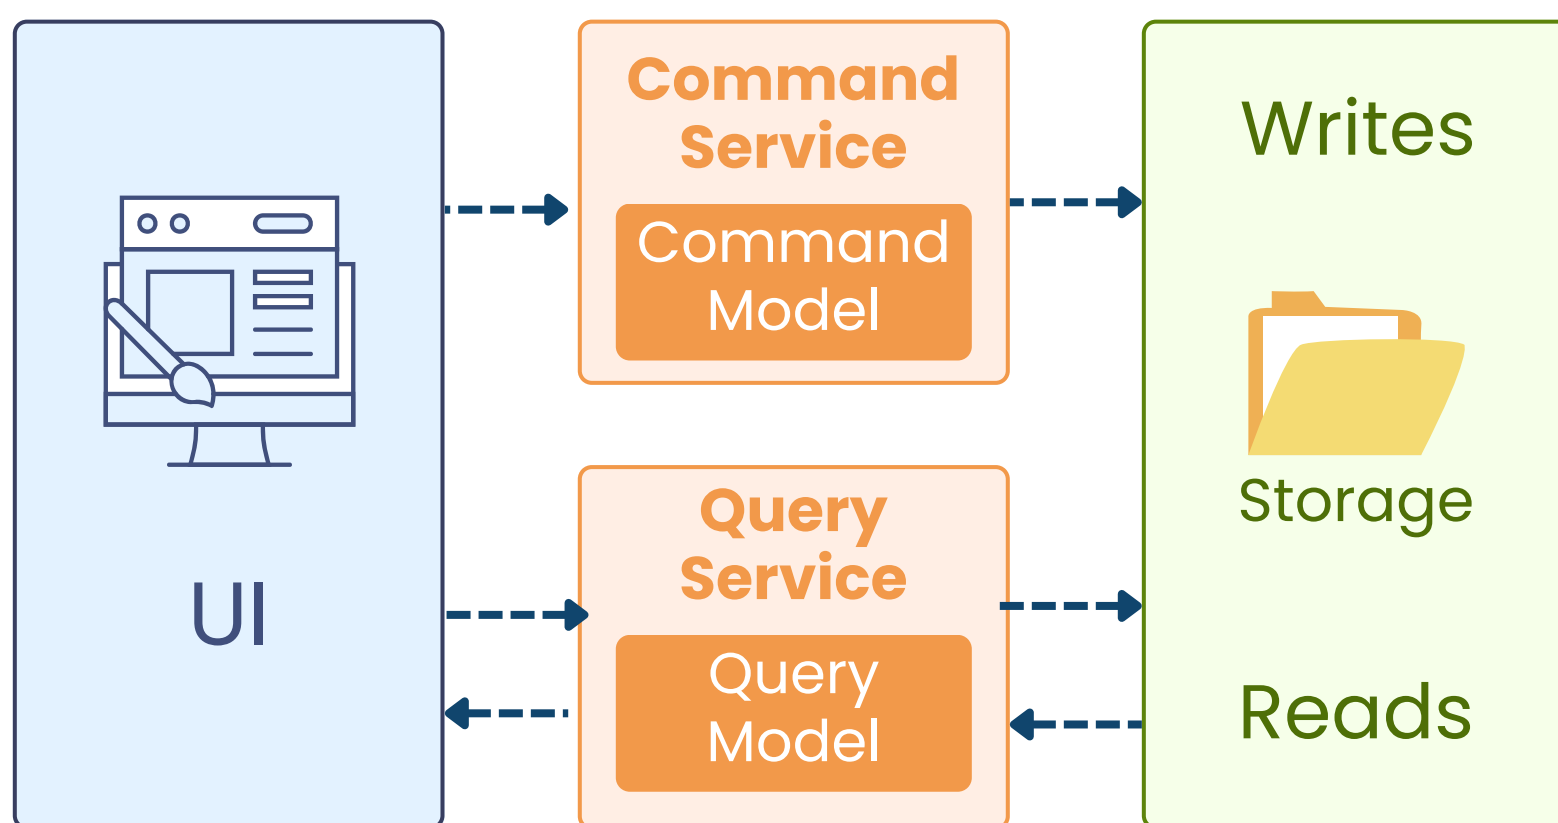 Command
Service
Command
Model
Writes
Storage
UI
Query
Service
Query
Model
Reads